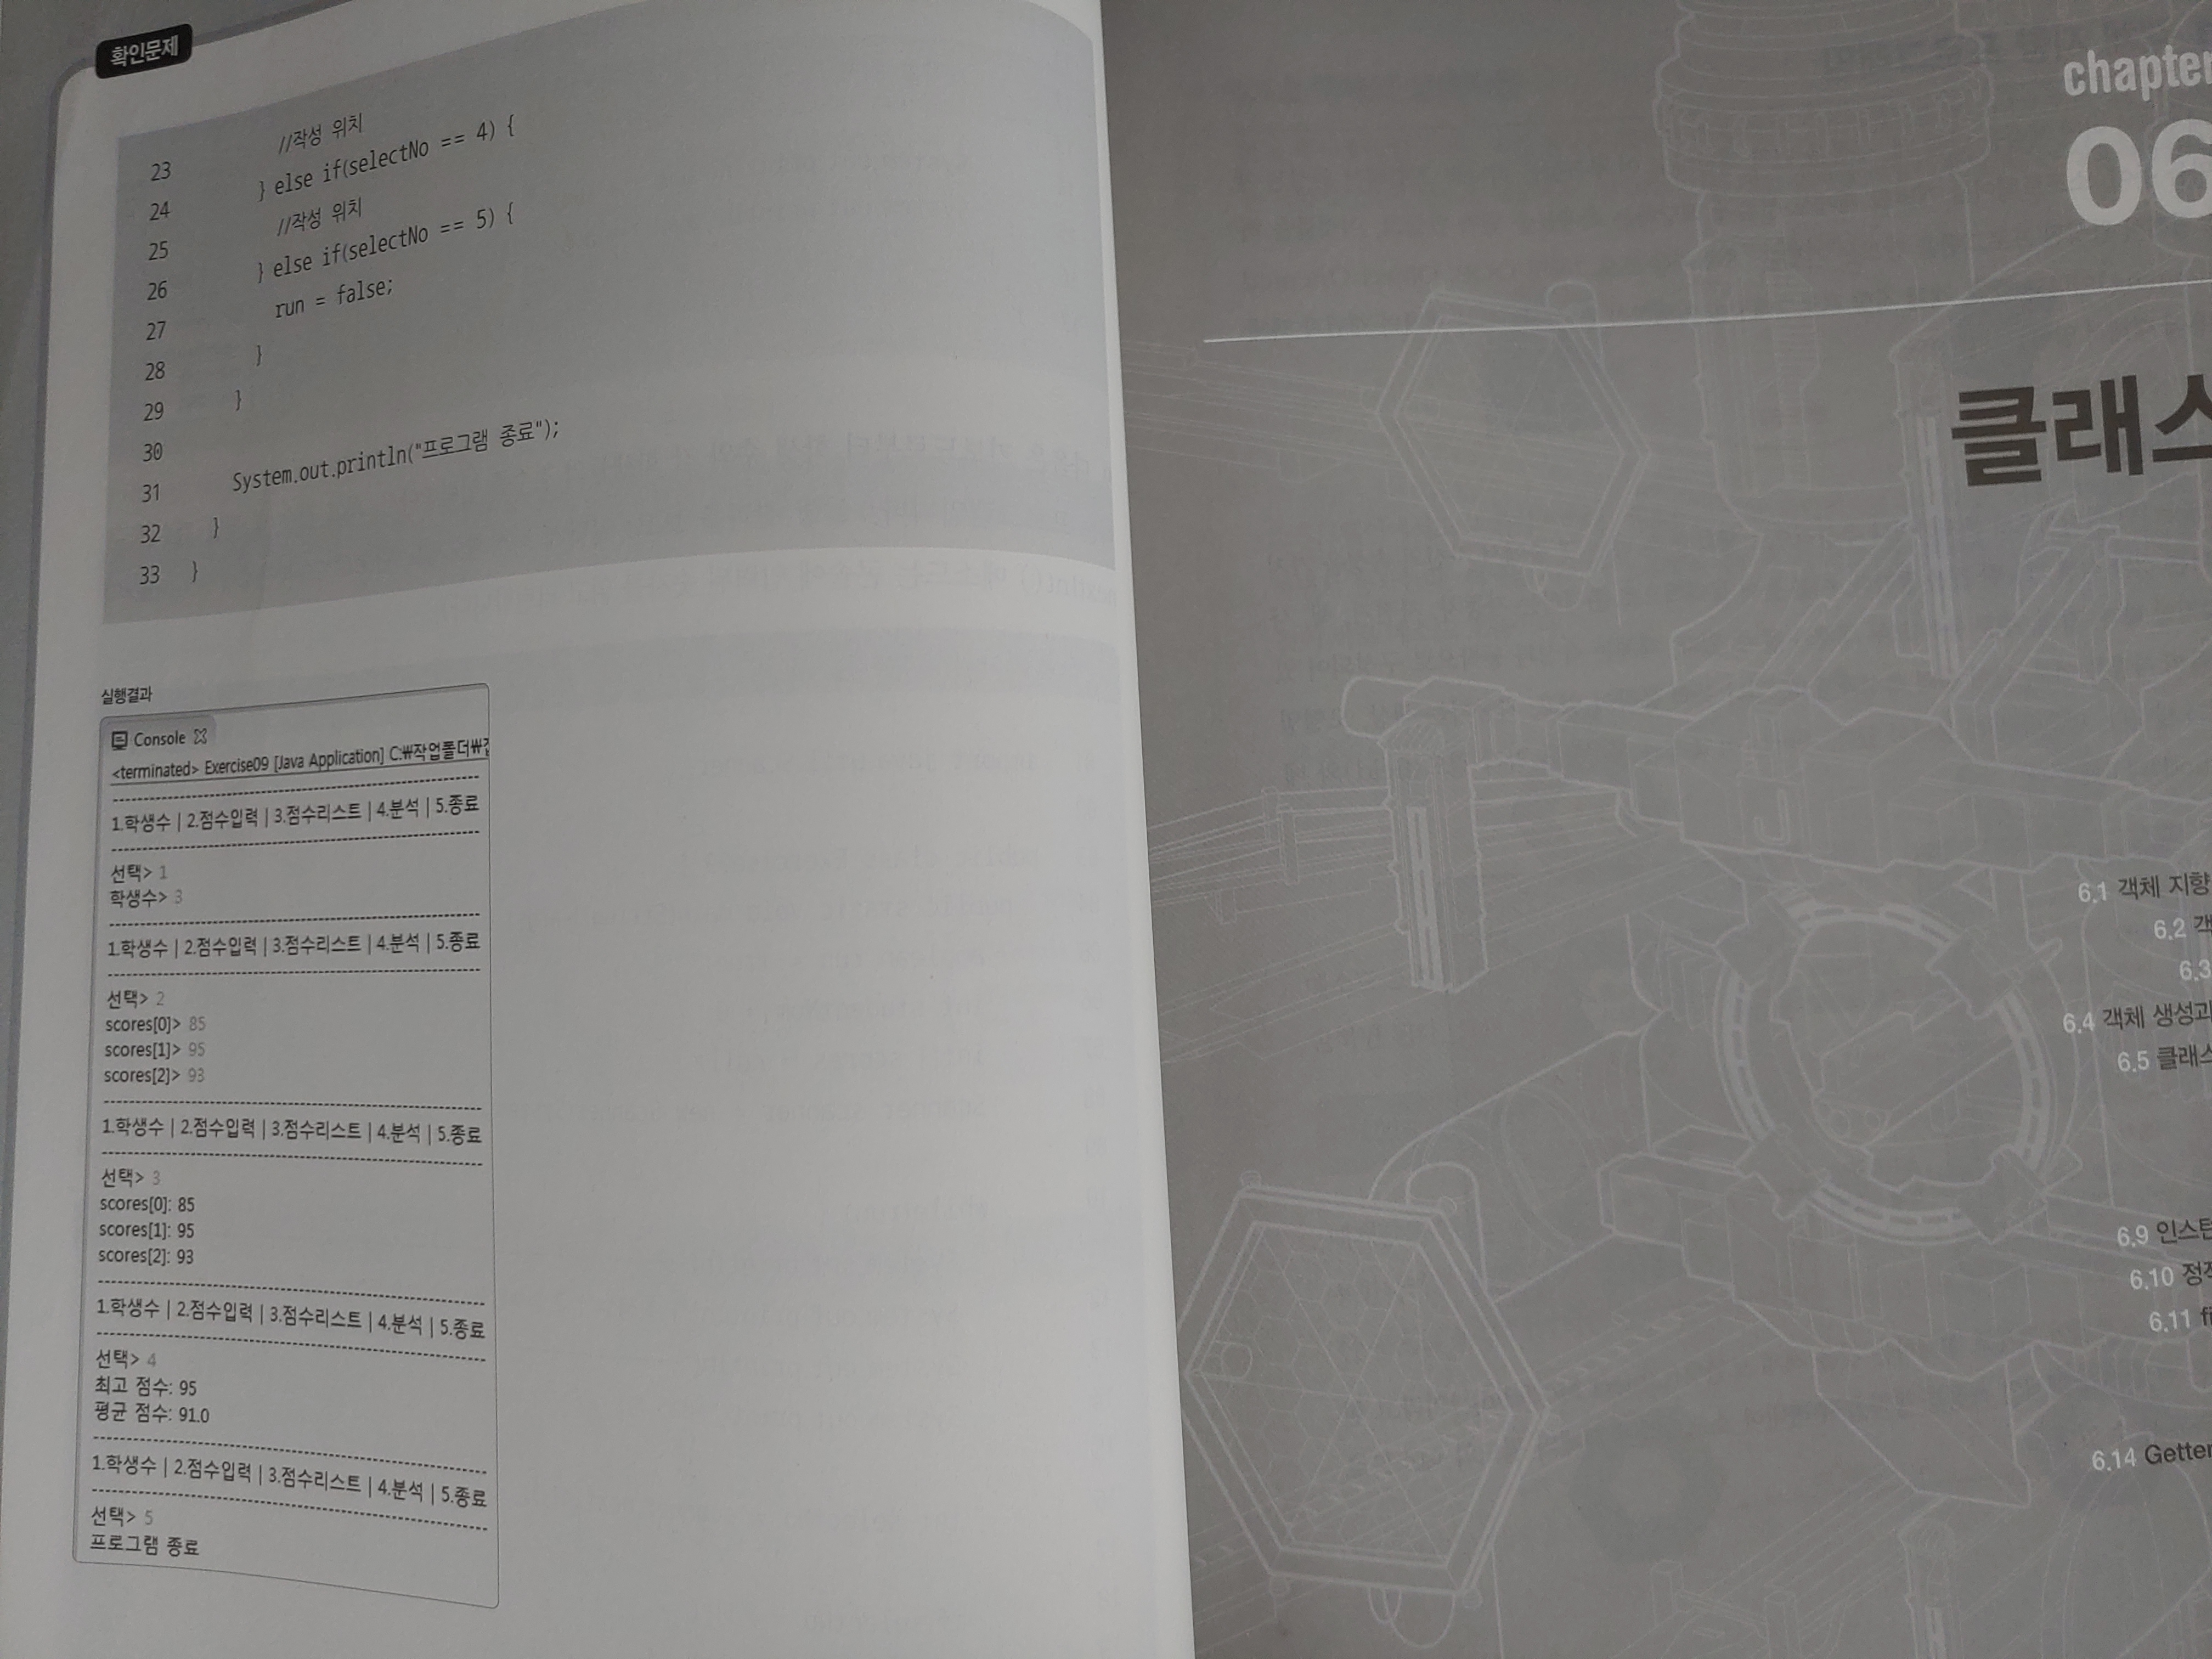 확인문제
23 //작성 위치
24 } else if(selectNo == 4) {
25 //작성 위치
26 } else if(selectNo == 5) {
27 run = false;
28 }
29 }
30
31 System.out.println("프로그램 종료");
32 }
33 }
실행결과
Console
<terminated> Exercise09 [Java Application] C:₩작업폴더₩
1.학생수 | 2.점수입력 | 3.점수리스트 | 4.분석 | 5.종료
선택> 1
학생수> 3
1.학생수 | 2.점수입력 | 3.점수리스트 | 4.분석 | 5.종료
선택> 2
scores[0]> 85
scores[1]> 95
scores[2]> 93
1.학생수 | 2.점수입력 | 3.점수리스트 | 4.분석 | 5.종료
선택> 3
scores[0]: 85
scores[1]: 95
scores[2]: 93
1.학생수 | 2.점수입력 | 3.점수리스트 | 4.분석 | 5.종료
선택> 4
최고 점수: 95
평균 점수: 91.0
1.학생수 | 2.점수입력 | 3.점수리스트 | 4.분석 | 5.종료
선택> 5
프로그램 종료
chapter
06
클래스
6.1 객체 지향
6.2 객
6.3
6.4 객체 생성과
6.5 클래스
6.9 인스턴
6.10 정적
6.11 fi
6.14 Getter